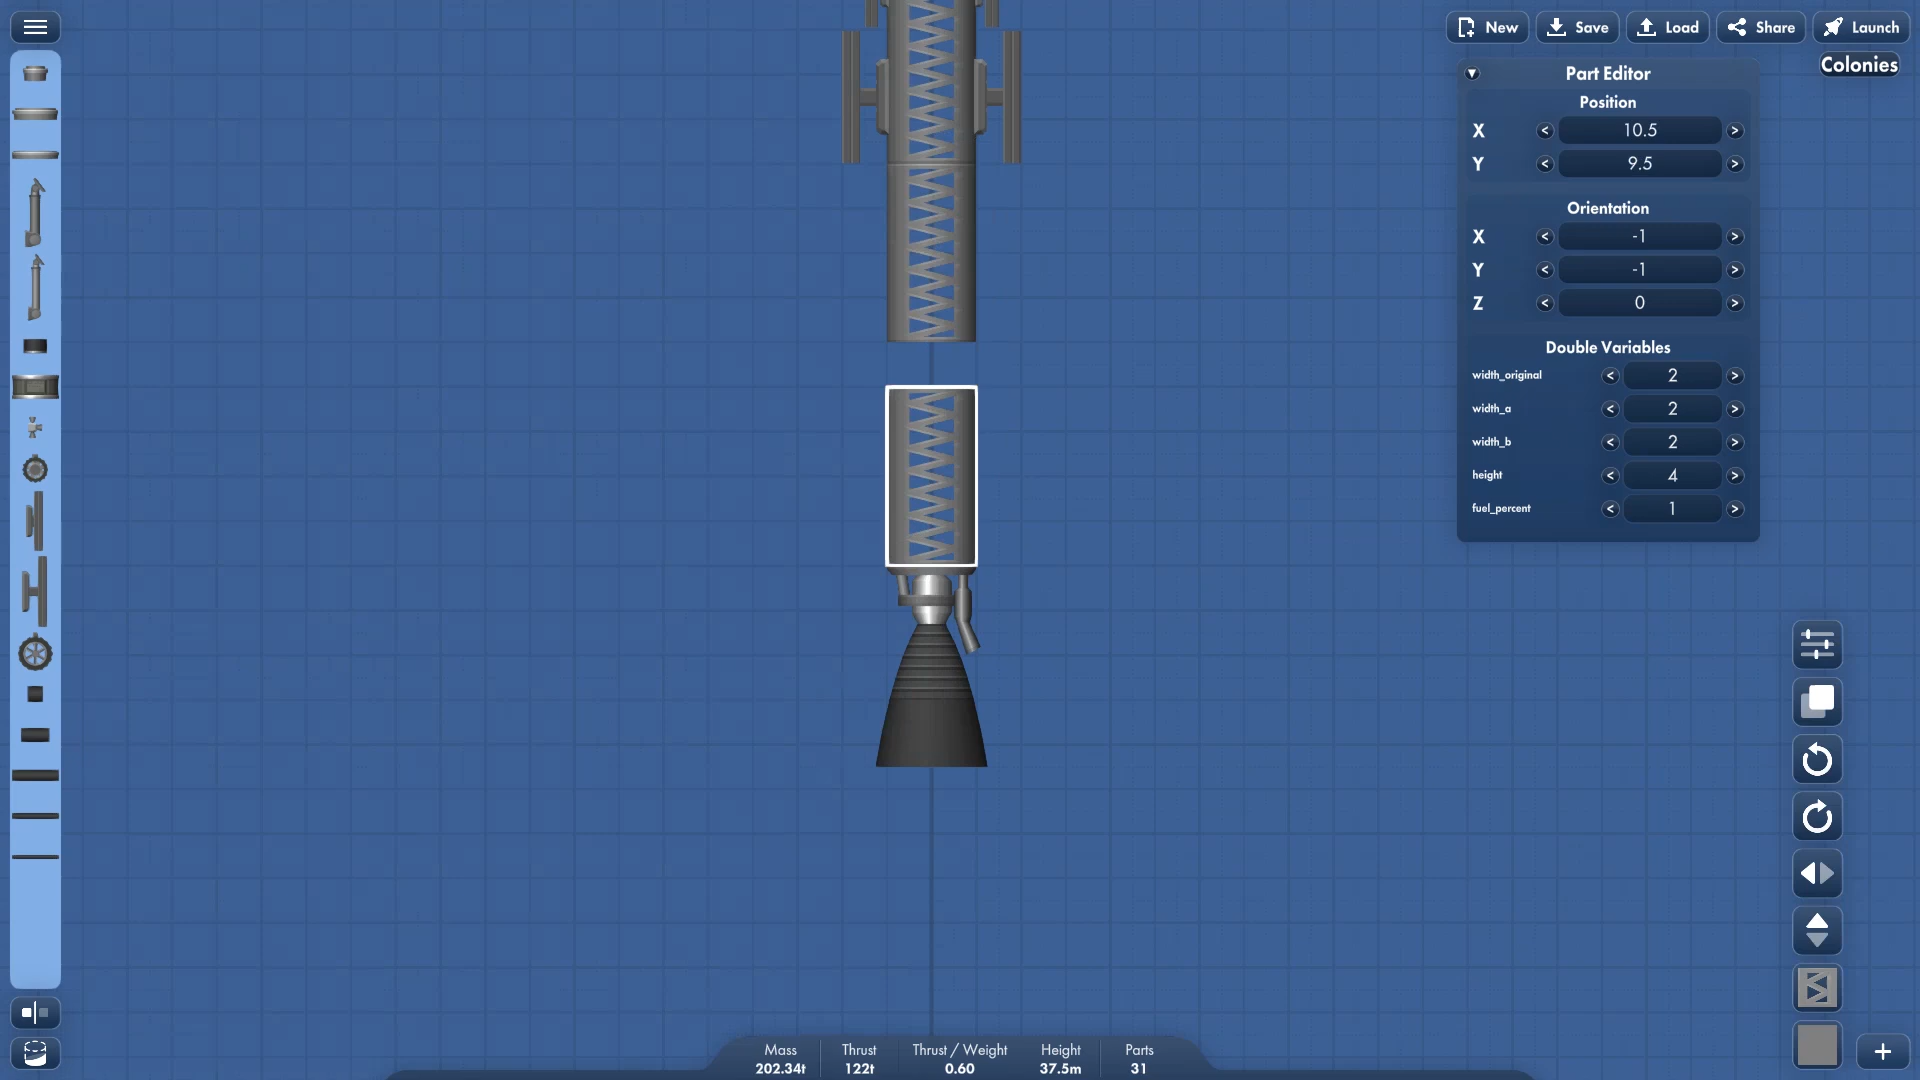 New
Save
Load
Share
Launch
Colonies
Part Editor
Position
X < 10.5 >
Y < 9.5 >
Orientation
X < -1 >
Y < -1 >
Z < 0 >
Double Variables
width_original < 2 >
width_a < 2 >
width_b < 2 >
height < 4 >
fuel_percent < 1 >
Mass Thrust Thrust / Weight Height Parts
202.34t 122t 0.60 37.5m 31